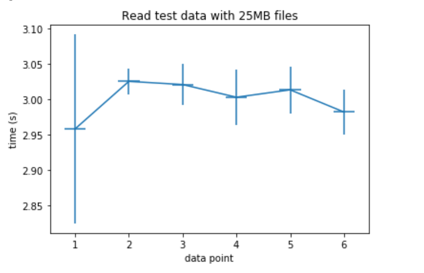 Read test data with 25MB files
3.10
3.05
3.00
2.95
2.90
2.85
time (s)
1 2 3 4 5 6
data point